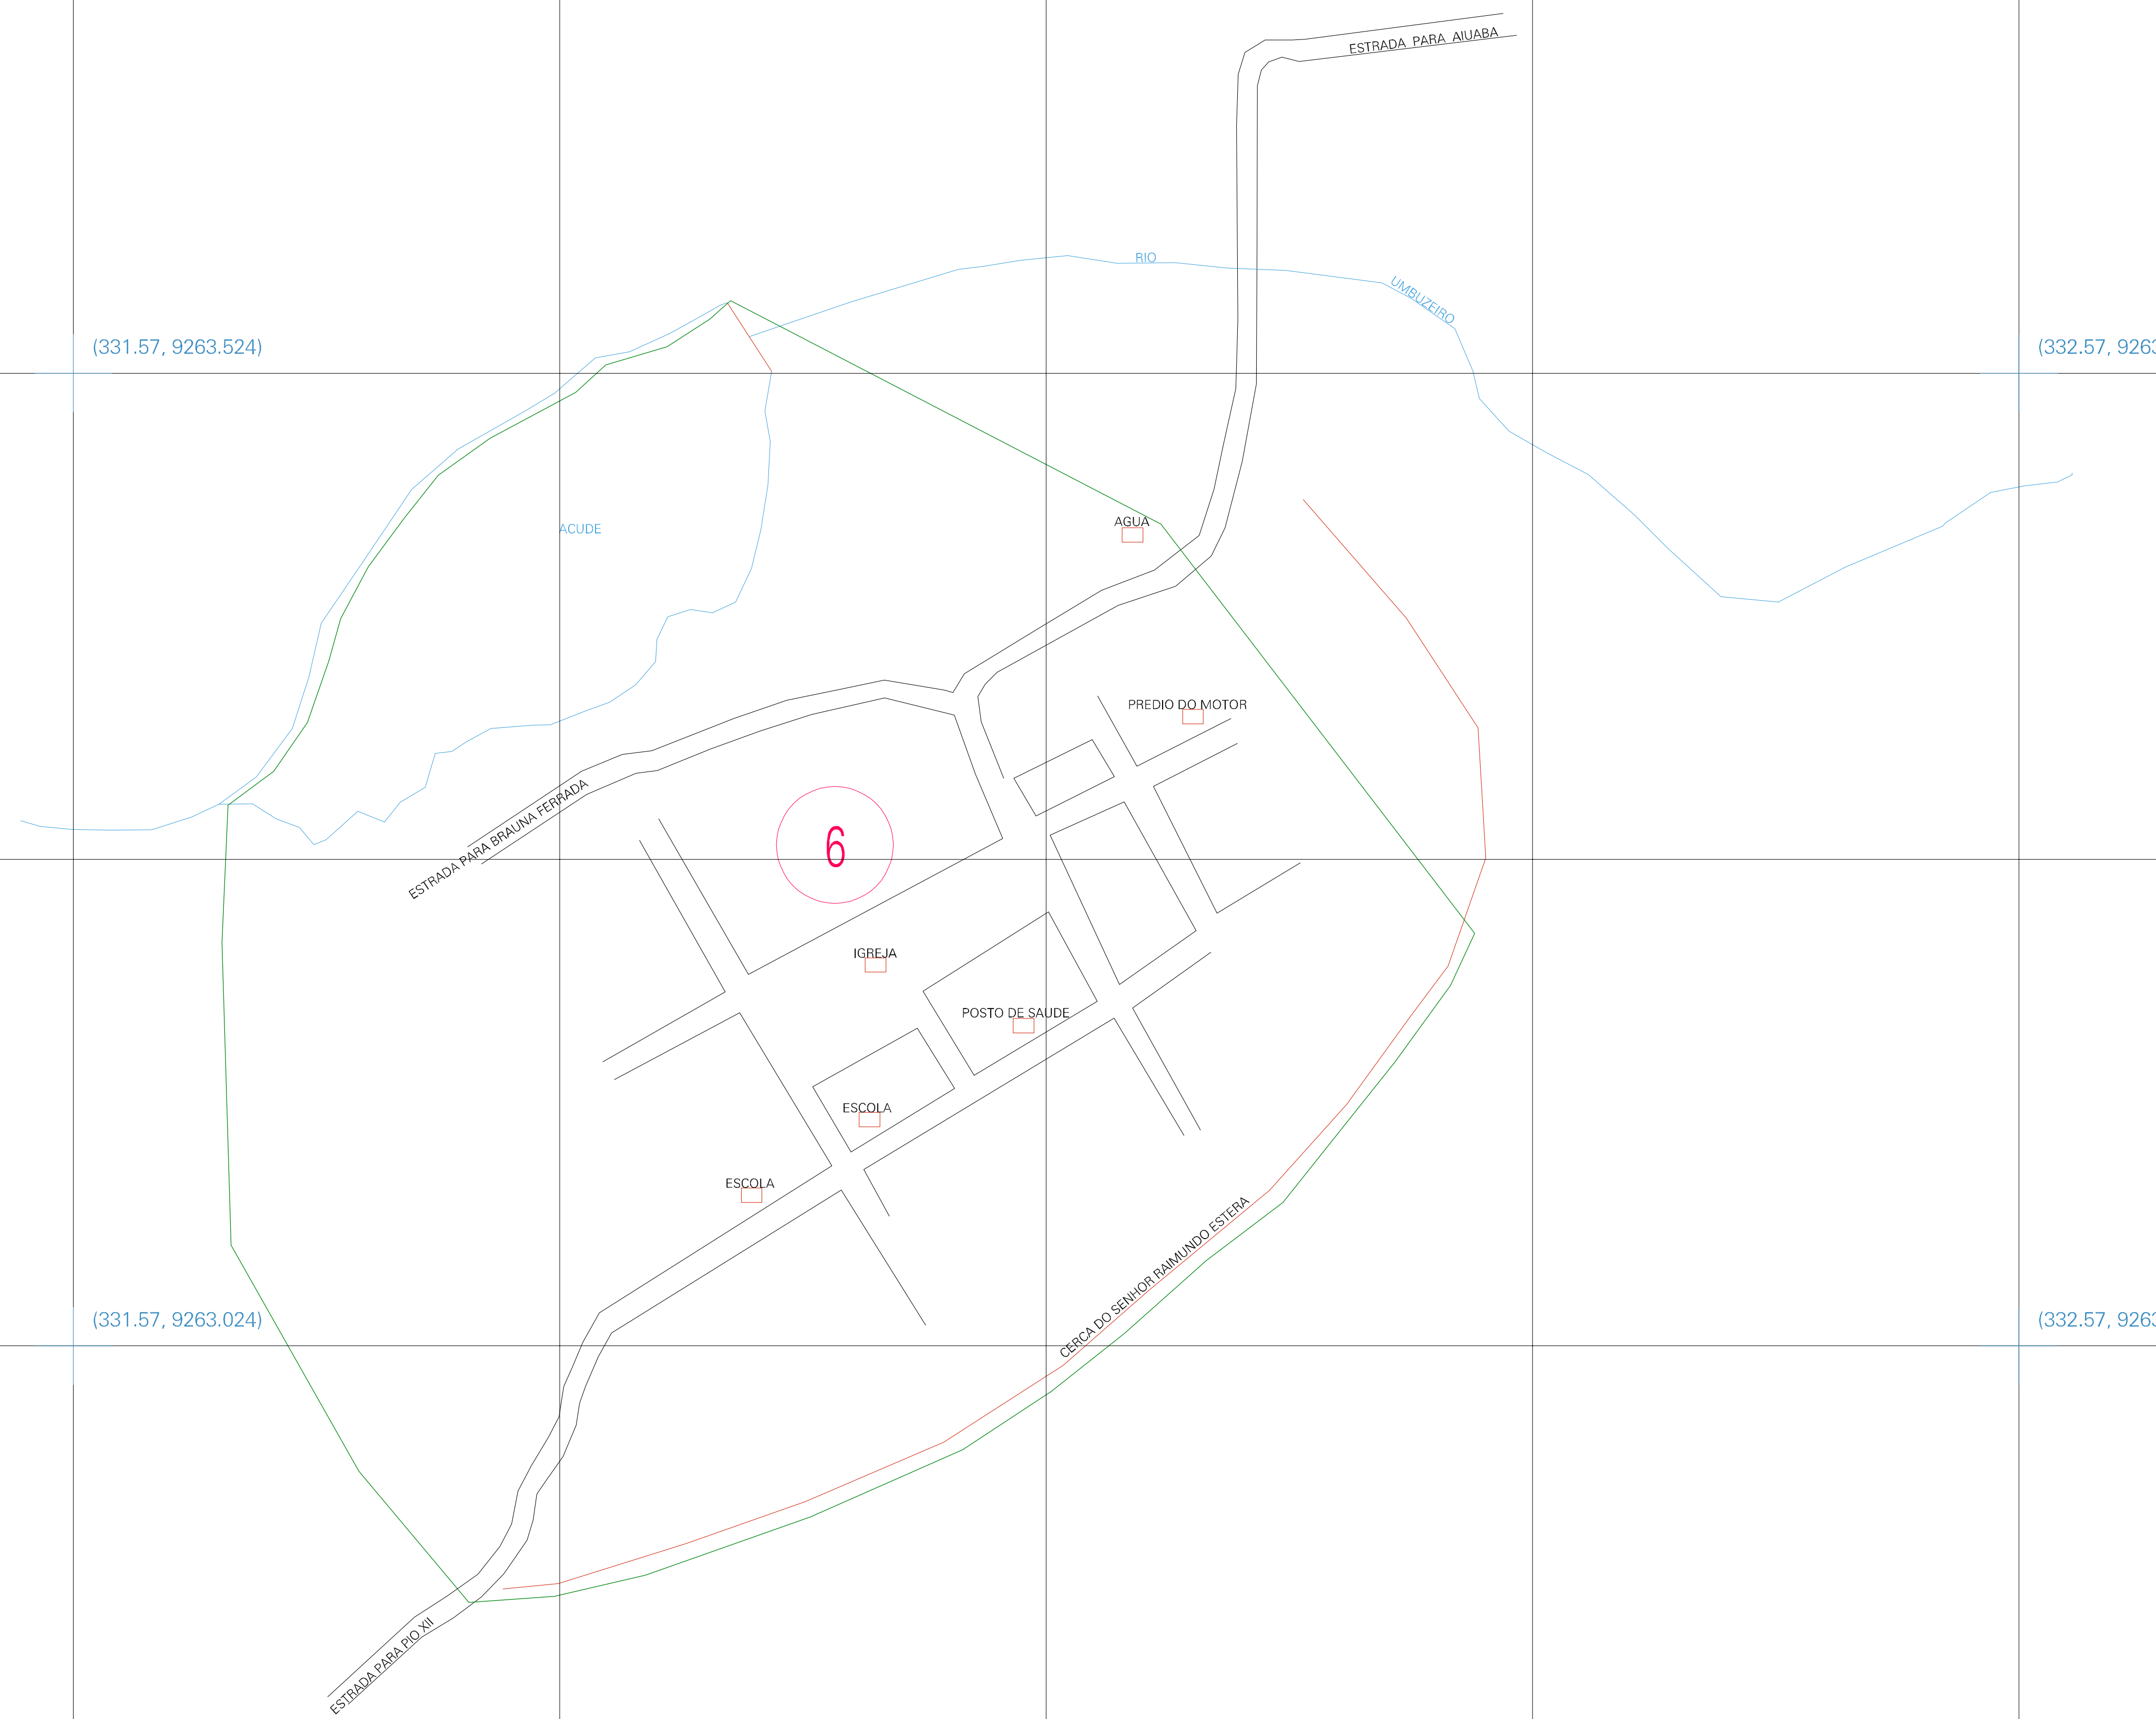 ESTRADA PARA AIUABA
RIO
UMBUZEIRO
(331.57, 9263.524)
(332.57, 9263
ACUDE
AGUA
PREDIO DO MOTOR
ESTRADA PARA BRAUNA FERRADA
6
IGREJA
POSTO DE SAUDE
ESCOLA
ESCOLA
CERCA DO SENHOR RAIMUNDO ESTERA
(331.57, 9263.024)
(332.57, 9263
ESTRADA PARA PIO XII